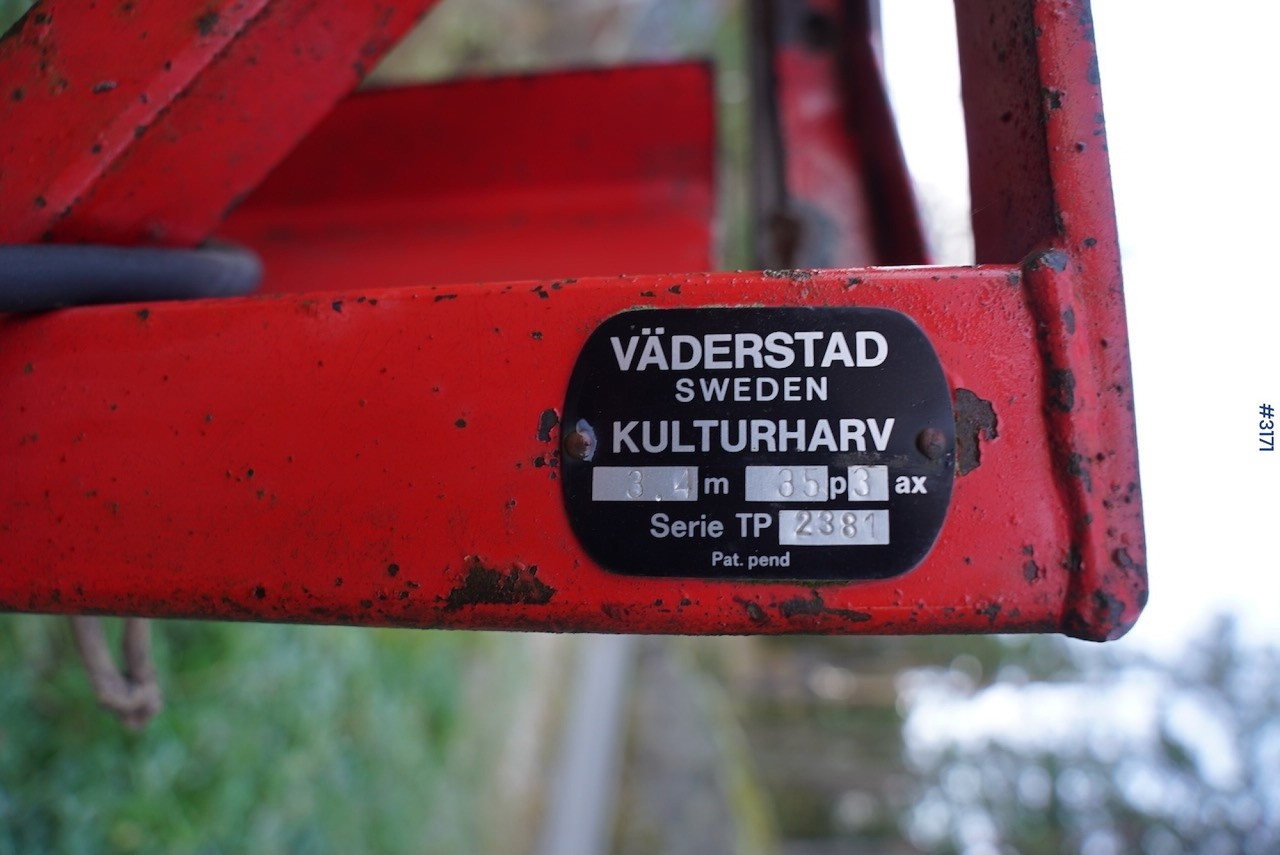 VÄDERSTAD
SWEDEN
KULTURHARV
3.4 m 35 p 3 ax
Serie TP 2381
Pat. pend
#3171